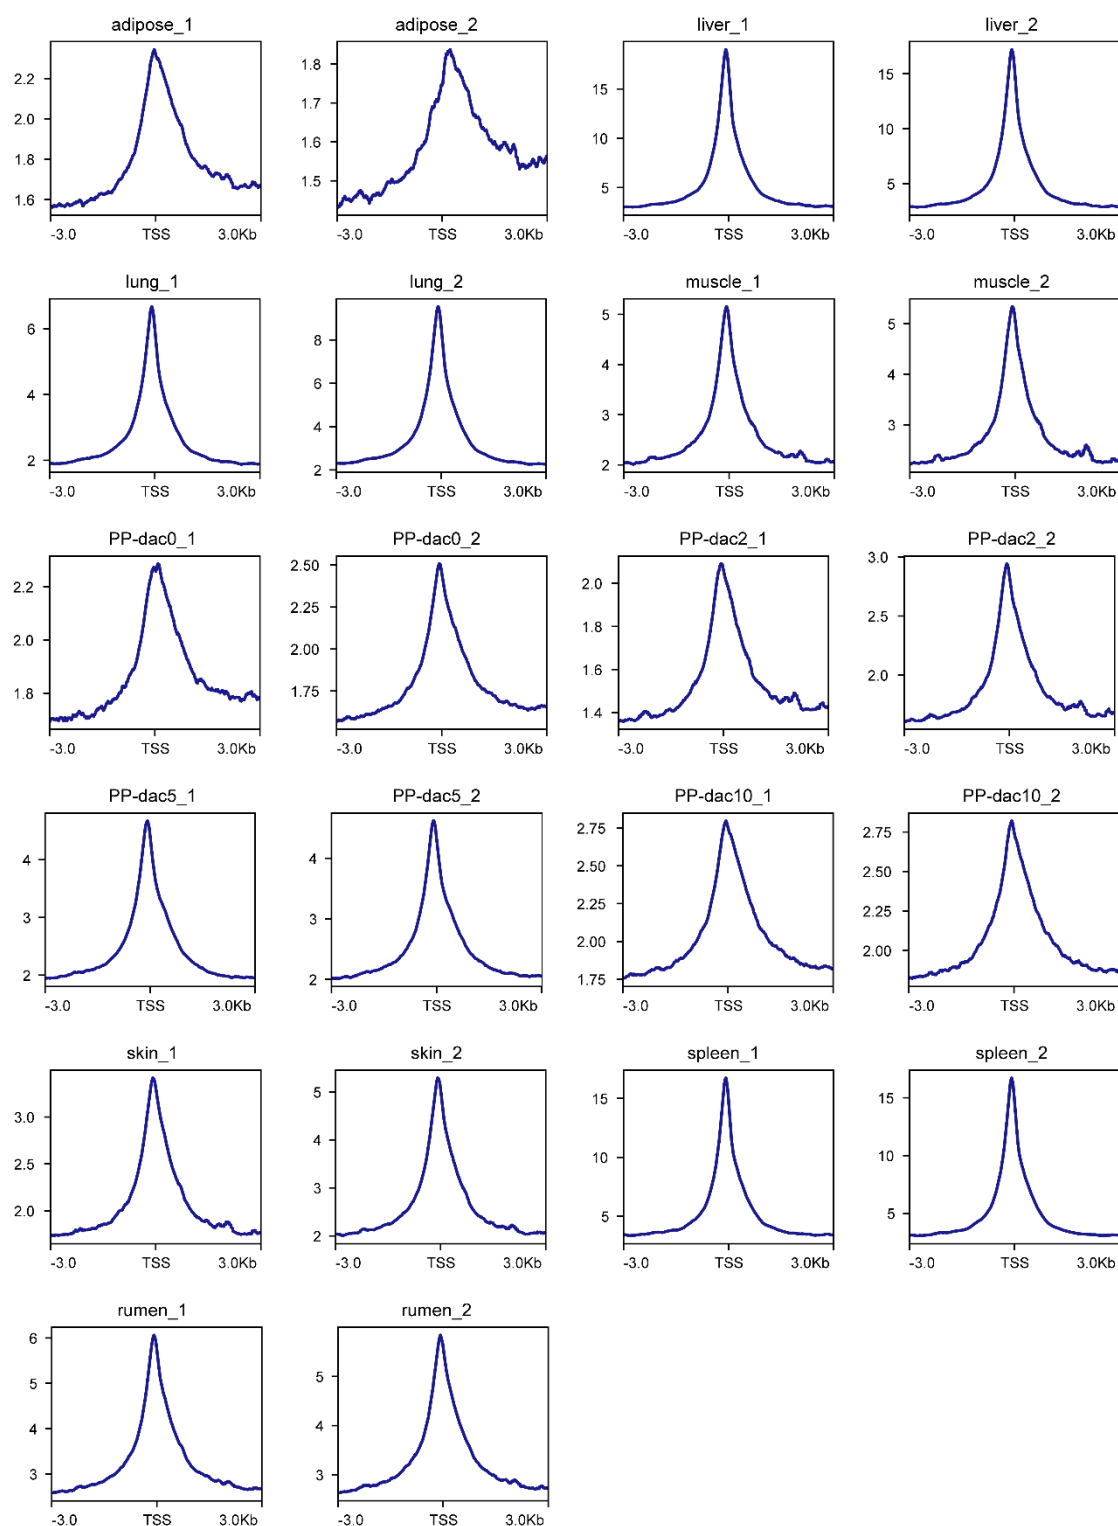 adipose_1 adipose_2 liver_1 liver_2
2.2 1.8 15 15
2.0 1.7 10 10
1.8 1.6 5 5
1.6 1.5
-3.0 TSS 3.0Kb -3.0 TSS 3.0Kb -3.0 TSS 3.0Kb -3.0 TSS 3.0Kb
lung_1 lung_2 muscle_1 muscle_2
6 8 5 5
4 6 4 4
2 4 3 3
2 2
-3.0 TSS 3.0Kb -3.0 TSS 3.0Kb -3.0 TSS 3.0Kb -3.0 TSS 3.0Kb
PP-dac0_1 PP-dac0_2 PP-dac2_1 PP-dac2_2
2.2 2.50 2.0 3.0
2.0 2.25 1.8 2.5
1.8 2.00 1.6 2.0
1.75 1.4
-3.0 TSS 3.0Kb -3.0 TSS 3.0Kb -3.0 TSS 3.0Kb -3.0 TSS 3.0Kb
PP-dac5_1 PP-dac5_2 PP-dac10_1 PP-dac10_2
4 4 2.75 2.75
3 3 2.50 2.50
2 2 2.25 2.25
2.00 2.00
1.75
-3.0 TSS 3.0Kb -3.0 TSS 3.0Kb -3.0 TSS 3.0Kb -3.0 TSS 3.0Kb
skin_1 skin_2 spleen_1 spleen_2
3.0 5 15 15
2.5 4 10 10
2.0 3 5 5
2
-3.0 TSS 3.0Kb -3.0 TSS 3.0Kb -3.0 TSS 3.0Kb -3.0 TSS 3.0Kb
rumen_1 rumen_2
6 5
5 4
4 3
3
-3.0 TSS 3.0Kb -3.0 TSS 3.0Kb